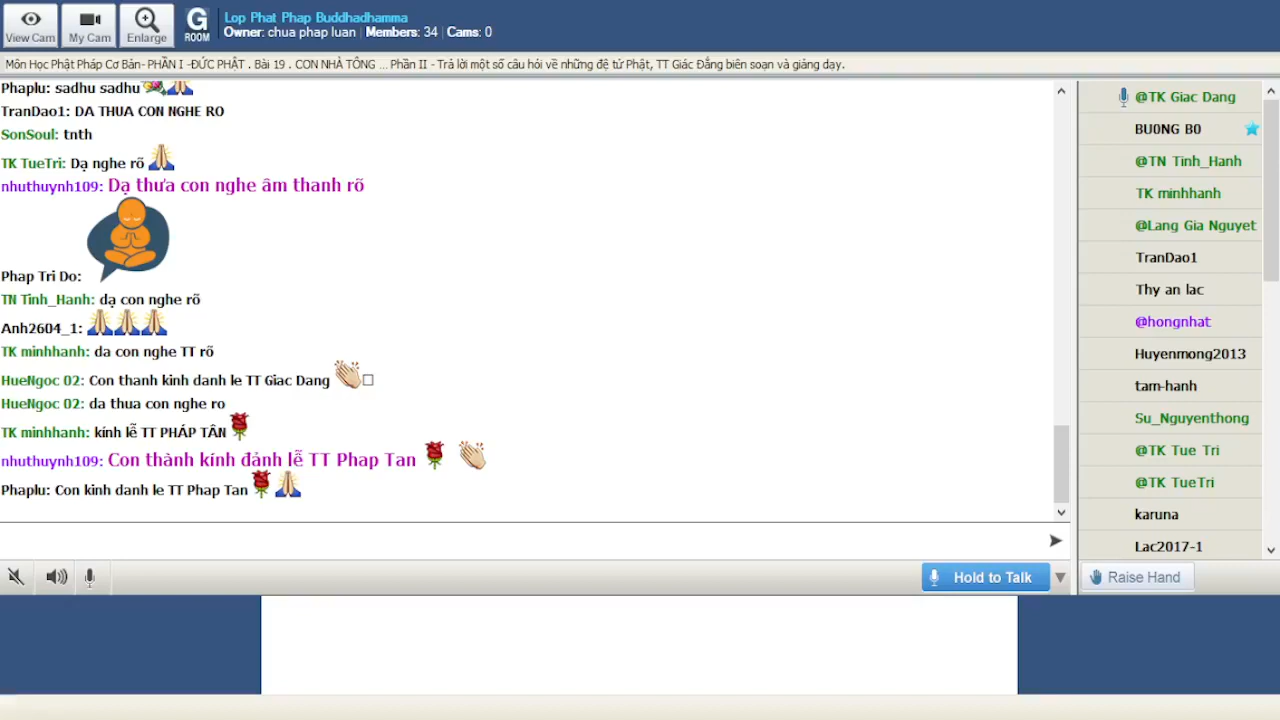 View Cam
My Cam
Enlarge
G
ROOM
Lop Phat Phap Buddhadhamma
Owner: chua phap luan | Members: 34 | Cams: 0
Môn Học Phật Pháp Cơ Bản- PHẦN I -ĐỨC PHẬT . Bài 19 . CON NHÀ TÔNG ... Phần II - Trả lời một số câu hỏi về những đệ tử Phật, TT Giác Đẳng biên soạn và giảng dạy.
Phaplu: sadhu sadhu
TranDao1: DA THUA CON NGHE RO
SonSoul: tnth
TK TueTri: Dạ nghe rõ
nhuthuynh109: Dạ thưa con nghe âm thanh rõ
Phap Tri Do:
TN Tinh_Hanh: dạ con nghe rõ
Anh2604_1:
TK minhhanh: da con nghe TT rõ
HueNgoc 02: Con thanh kinh danh le TT Giac Dang
HueNgoc 02: da thua con nghe ro
TK minhhanh: kính lễ TT PHÁP TÂN
nhuthuynh109: Con thành kính đảnh lễ TT Phap Tan
Phaplu: Con kinh danh le TT Phap Tan
Hold to Talk
@TK Giac Dang
BU0NG B0
@TN Tinh_Hanh
TK minhhanh
@Lang Gia Nguyet
TranDao1
Thy an lac
@hongnhat
Huyenmong2013
tam-hanh
Su_Nguyenthong
@TK Tue Tri
@TK TueTri
karuna
Lac2017-1
Raise Hand